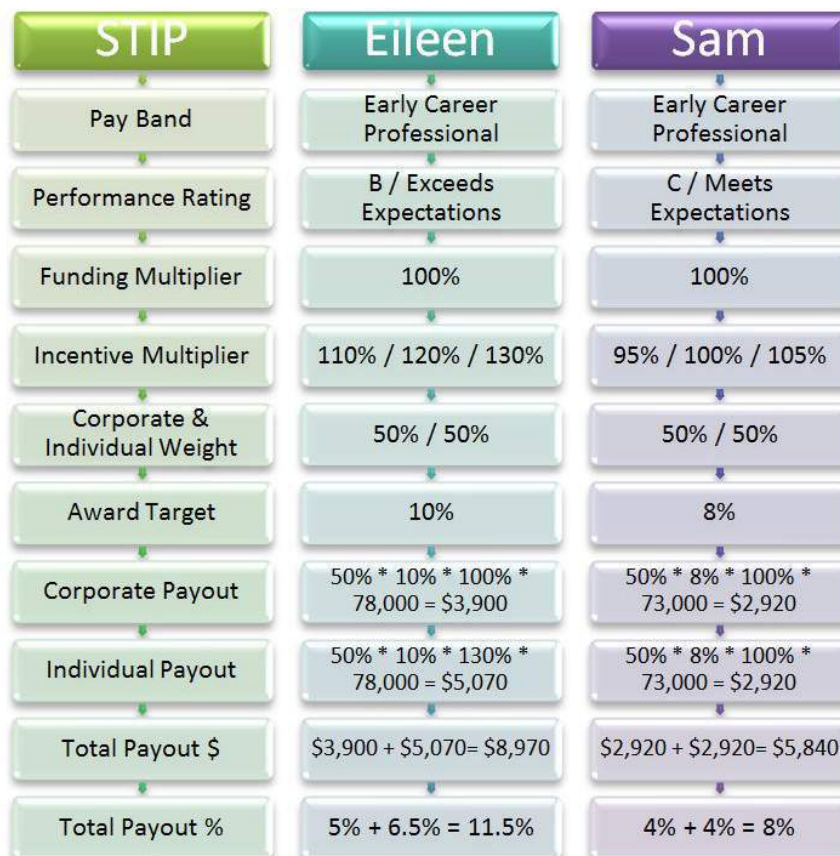 STIP
Eileen
Sam
Pay Band
Early Career
Professional
Early Career
Professional
Performance Rating
B / Exceeds
Expectations
C / Meets
Expectations
Funding Multiplier
100%
100%
Incentive Multiplier
110% / 120% / 130%
95% / 100% / 105%
Corporate &
Individual Weight
50% / 50%
50% / 50%
Award Target
10%
8%
Corporate Payout
50% * 10% * 100% *
78,000 = $3,900
50% * 8% * 100% *
73,000 = $2,920
Individual Payout
50% * 10% * 130% *
78,000 = $5,070
50% * 8% * 100% *
73,000 = $2,920
Total Payout $
$3,900 + $5,070= $8,970
$2,920 + $2,920= $5,840
Total Payout %
5% + 6.5% = 11.5%
4% + 4% = 8%